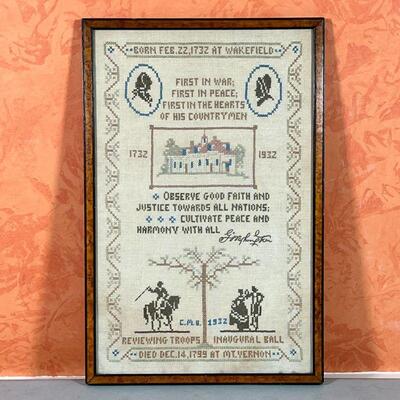 BORN FEB. 22, 1732 AT WAKEFIELD
FIRST IN WAR;
FIRST IN PEACE;
FIRST IN THE HEARTS
OF HIS COUNTRYMEN
1732 1932
OBSERVE GOOD FAITH AND
JUSTICE TOWARDS ALL NATIONS;
CULTIVATE PEACE AND
HARMONY WITH ALL GWashington
1932
REVIEWING TROOPS INAUGURAL BALL
DIED DEC. 14, 1799 AT MT. VERNON